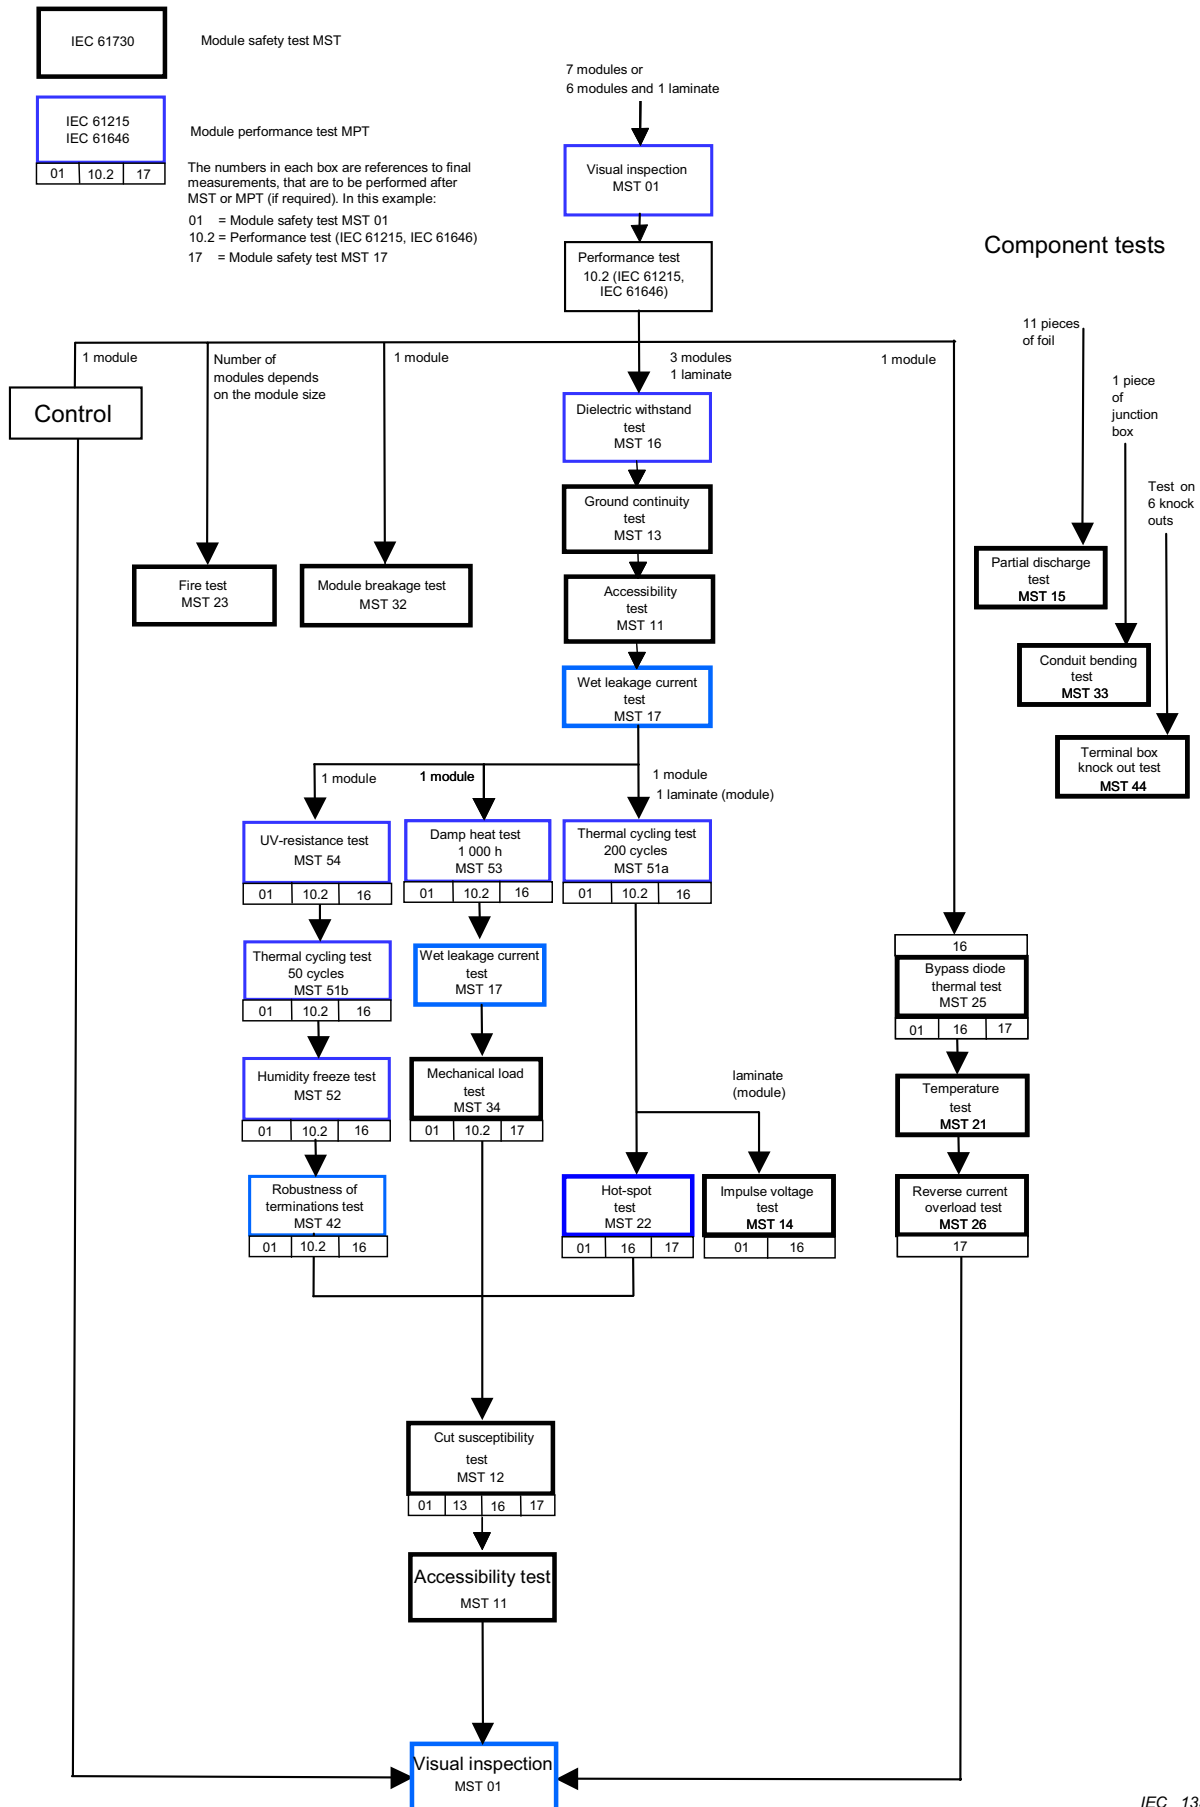 IEC 61730
Module safety test MST
IEC 61215
IEC 61646
Module performance test MPT
01 10.2 17
The numbers in each box are references to final
measurements, that are to be performed after
MST or MPT (if required). In this example:
01 = Module safety test MST 01
10.2 = Performance test (IEC 61215, IEC 61646)
17 = Module safety test MST 17
7 modules or
6 modules and 1 laminate
Visual inspection
MST 01
Performance test
10.2 (IEC 61215,
IEC 61646)
Component tests
1 module
Number of
modules depends
on the module size
1 module
3 modules
1 laminate
1 module
11 pieces
of foil
1 piece
of
junction
box
Test on
6 knock
outs
Control
Dielectric withstand
test
MST 16
Ground continuity
test
MST 13
Fire test
MST 23
Module breakage test
MST 32
Accessibility
test
MST 11
Wet leakage current
test
MST 17
Partial discharge
test
MST 15
Conduit bending
test
MST 33
Terminal box
knock out test
MST 44
1 module
1 module
1 module
1 laminate (module)
UV-resistance test
MST 54
01 10.2 16
Damp heat test
1 000 h
MST 53
01 10.2 16
Thermal cycling test
200 cycles
MST 51a
01 10.2 16
Thermal cycling test
50 cycles
MST 51b
01 10.2 16
Wet leakage current
test
MST 17
16
Bypass diode
thermal test
MST 25
01 16 17
Humidity freeze test
MST 52
01 10.2 16
Mechanical load
test
MST 34
01 10.2 17
laminate
(module)
Temperature
test
MST 21
Robustness of
terminations test
MST 42
01 10.2 16
Hot-spot
test
MST 22
01 16 17
Impulse voltage
test
MST 14
01 16
Reverse current
overload test
MST 26
17
Cut susceptibility
test
MST 12
01 13 16 17
Accessibility test
MST 11
Visual inspection
MST 01